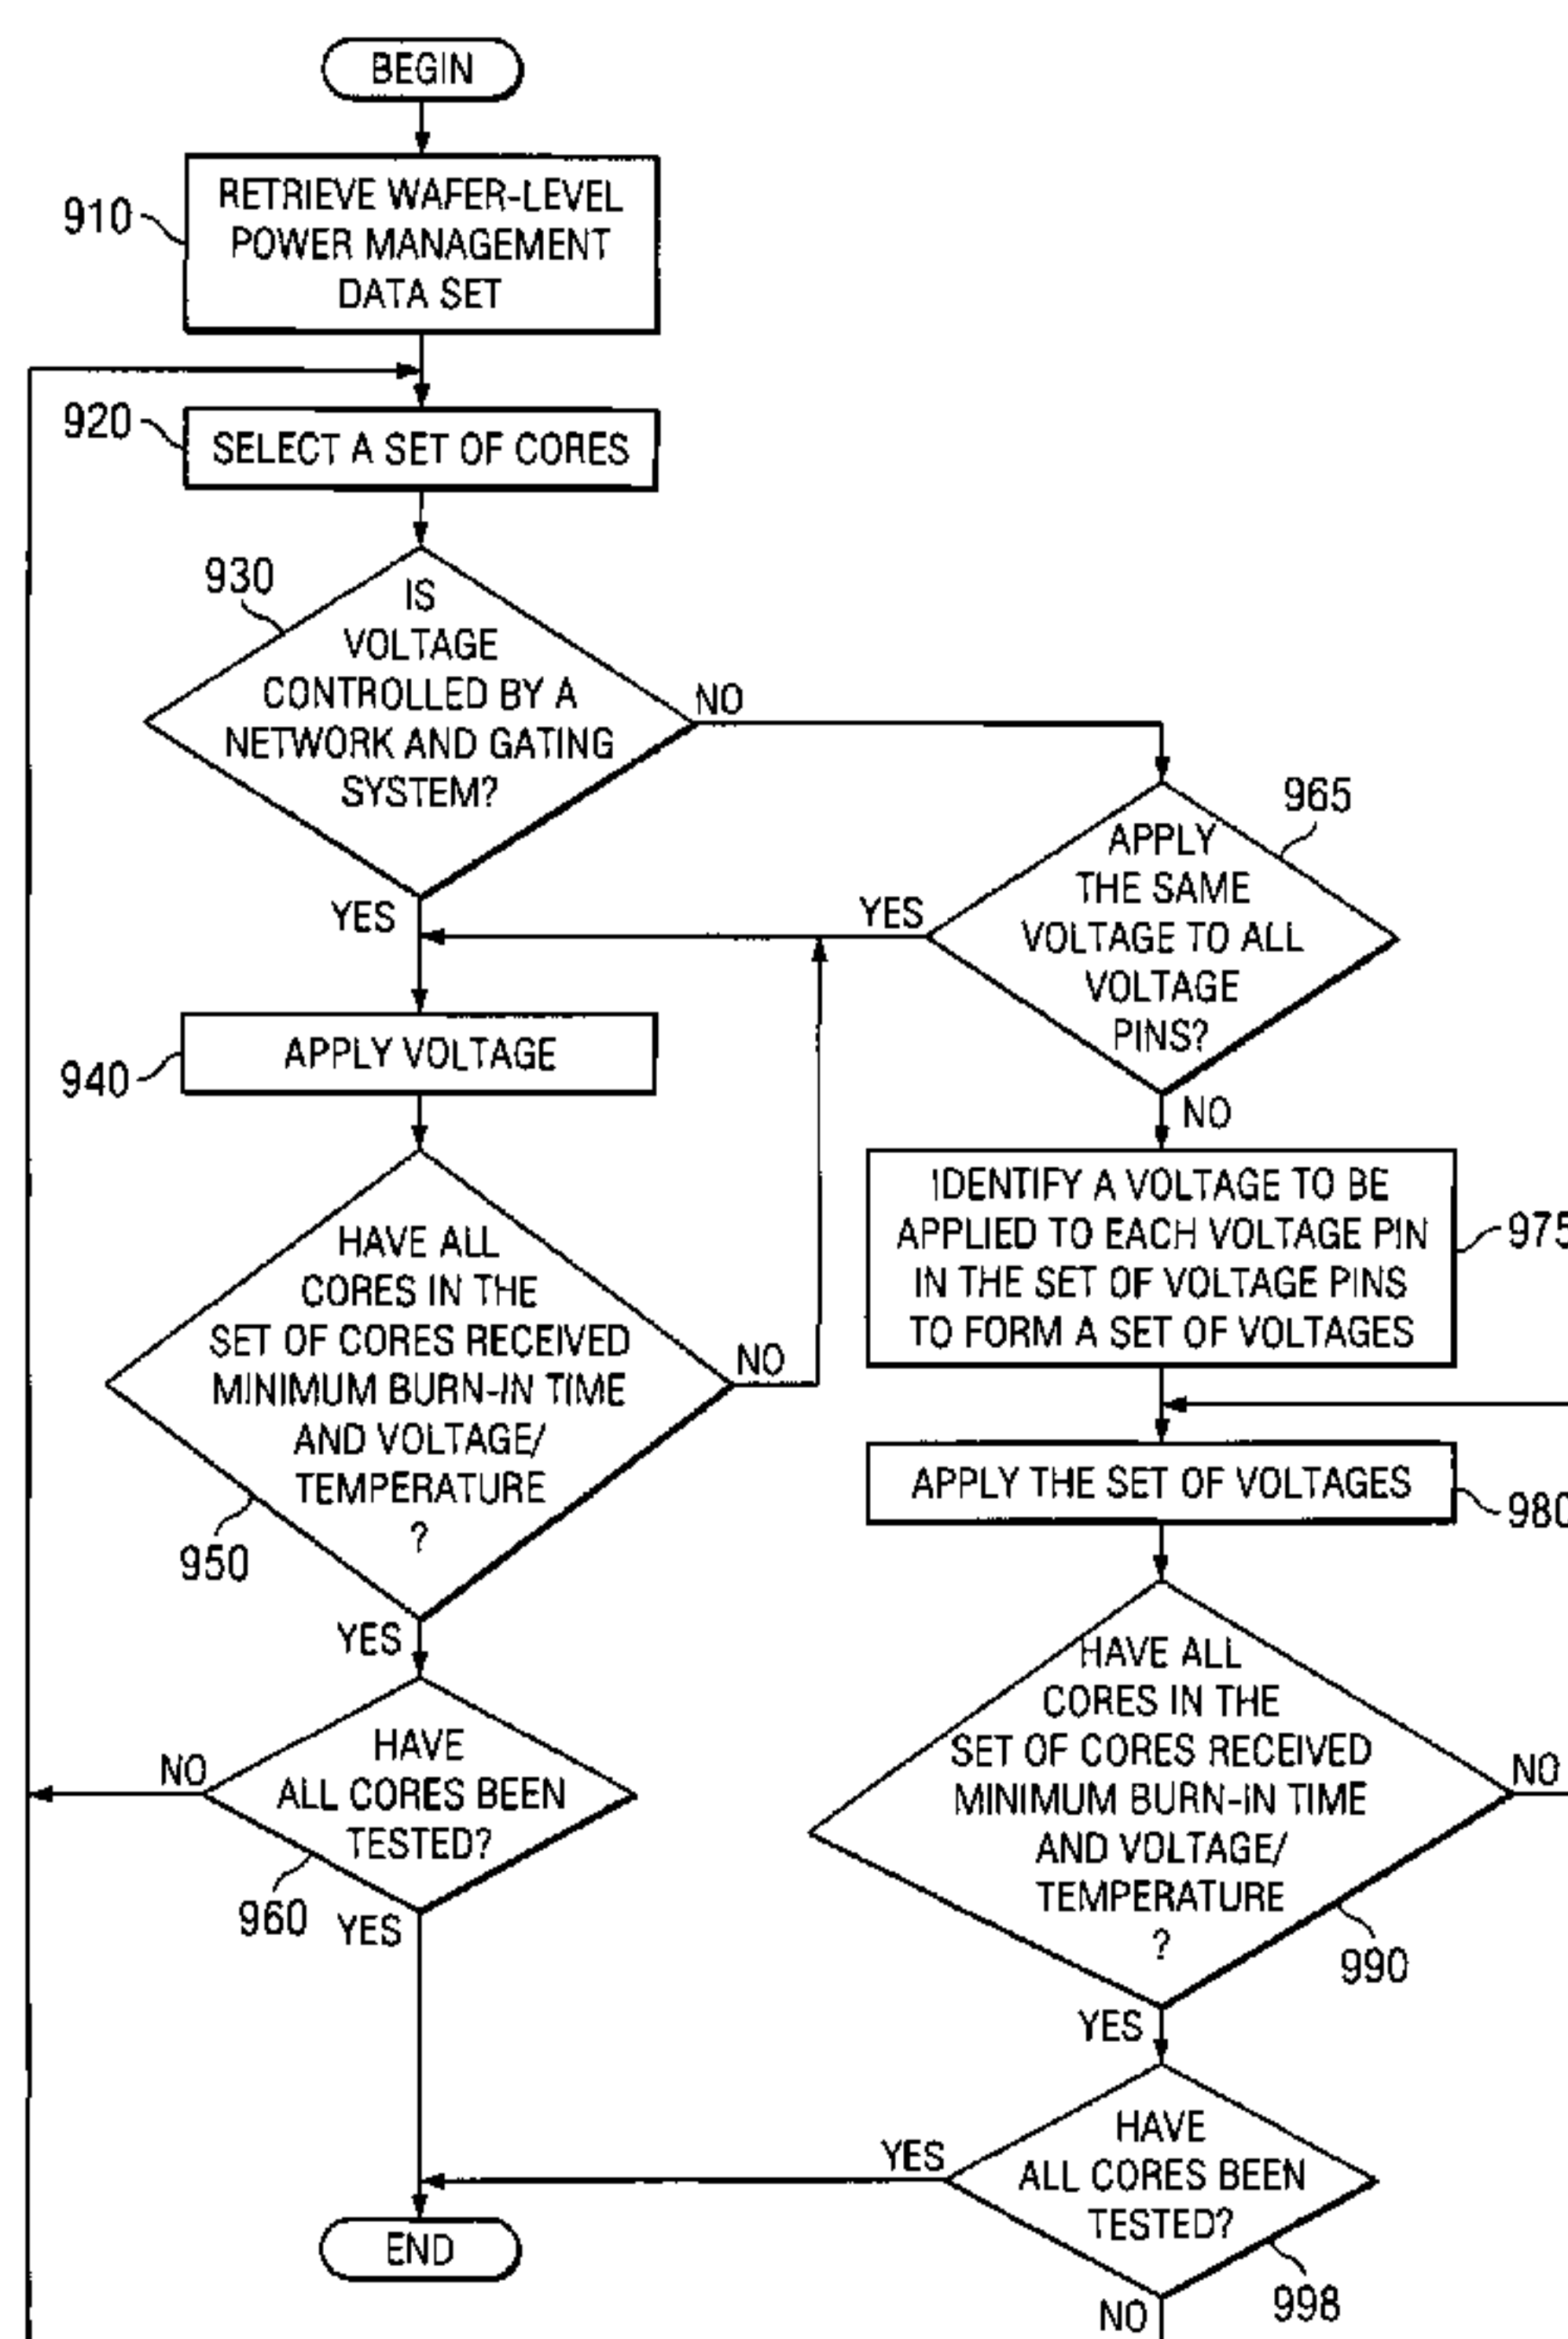 BEGIN
910
RETRIEVE WAFER-LEVEL
POWER MANAGEMENT
DATA SET
920
SELECT A SET OF CORES
930
IS
VOLTAGE
CONTROLLED BY A
NETWORK AND GATING
SYSTEM?
NO
YES
965
APPLY
THE SAME
VOLTAGE TO ALL
VOLTAGE
PINS?
YES
NO
940
APPLY VOLTAGE
HAVE ALL
CORES IN THE
SET OF CORES RECEIVED
MINIMUM BURN-IN TIME
AND VOLTAGE/
TEMPERATURE
?
950
NO
YES
IDENTIFY A VOLTAGE TO BE
APPLIED TO EACH VOLTAGE PIN
IN THE SET OF VOLTAGE PINS
TO FORM A SET OF VOLTAGES
975
APPLY THE SET OF VOLTAGES
980
HAVE ALL
CORES IN THE
SET OF CORES RECEIVED
MINIMUM BURN-IN TIME
AND VOLTAGE/
TEMPERATURE
?
990
NO
YES
NO
HAVE
ALL CORES BEEN
TESTED?
960
YES
YES
HAVE
ALL CORES BEEN
TESTED?
998
NO
END